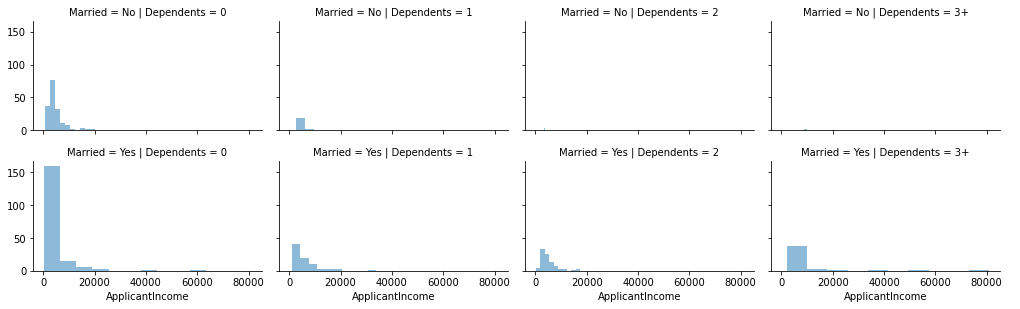 Married = No | Dependents = 0 Married = No | Dependents = 1 Married = No | Dependents = 2 Married = No | Dependents = 3+
150
100
50
0
Married = Yes | Dependents = 0 Married = Yes | Dependents = 1 Married = Yes | Dependents = 2 Married = Yes | Dependents = 3+
150
100
50
0
0 20000 40000 60000 80000 0 20000 40000 60000 80000 0 20000 40000 60000 80000 0 20000 40000 60000 80000
ApplicantIncome ApplicantIncome ApplicantIncome ApplicantIncome